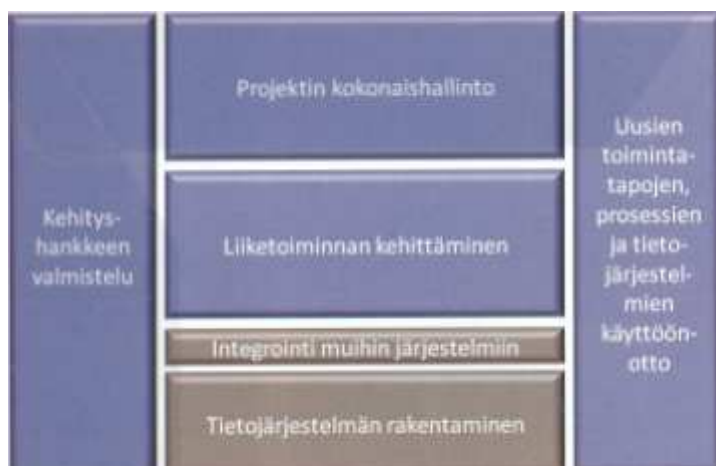 Kehitys-
hankkeen
valmistelu
Projektin kokonaishallinto
Liiketoiminnan kehittäminen
Integrointi muihin järjestelmiin
Tietojärjestelmän rakentaminen
Uusien
toiminta-
tapojen,
prosessien
ja tieto-
järjestel-
mien
käyttöön-
otto